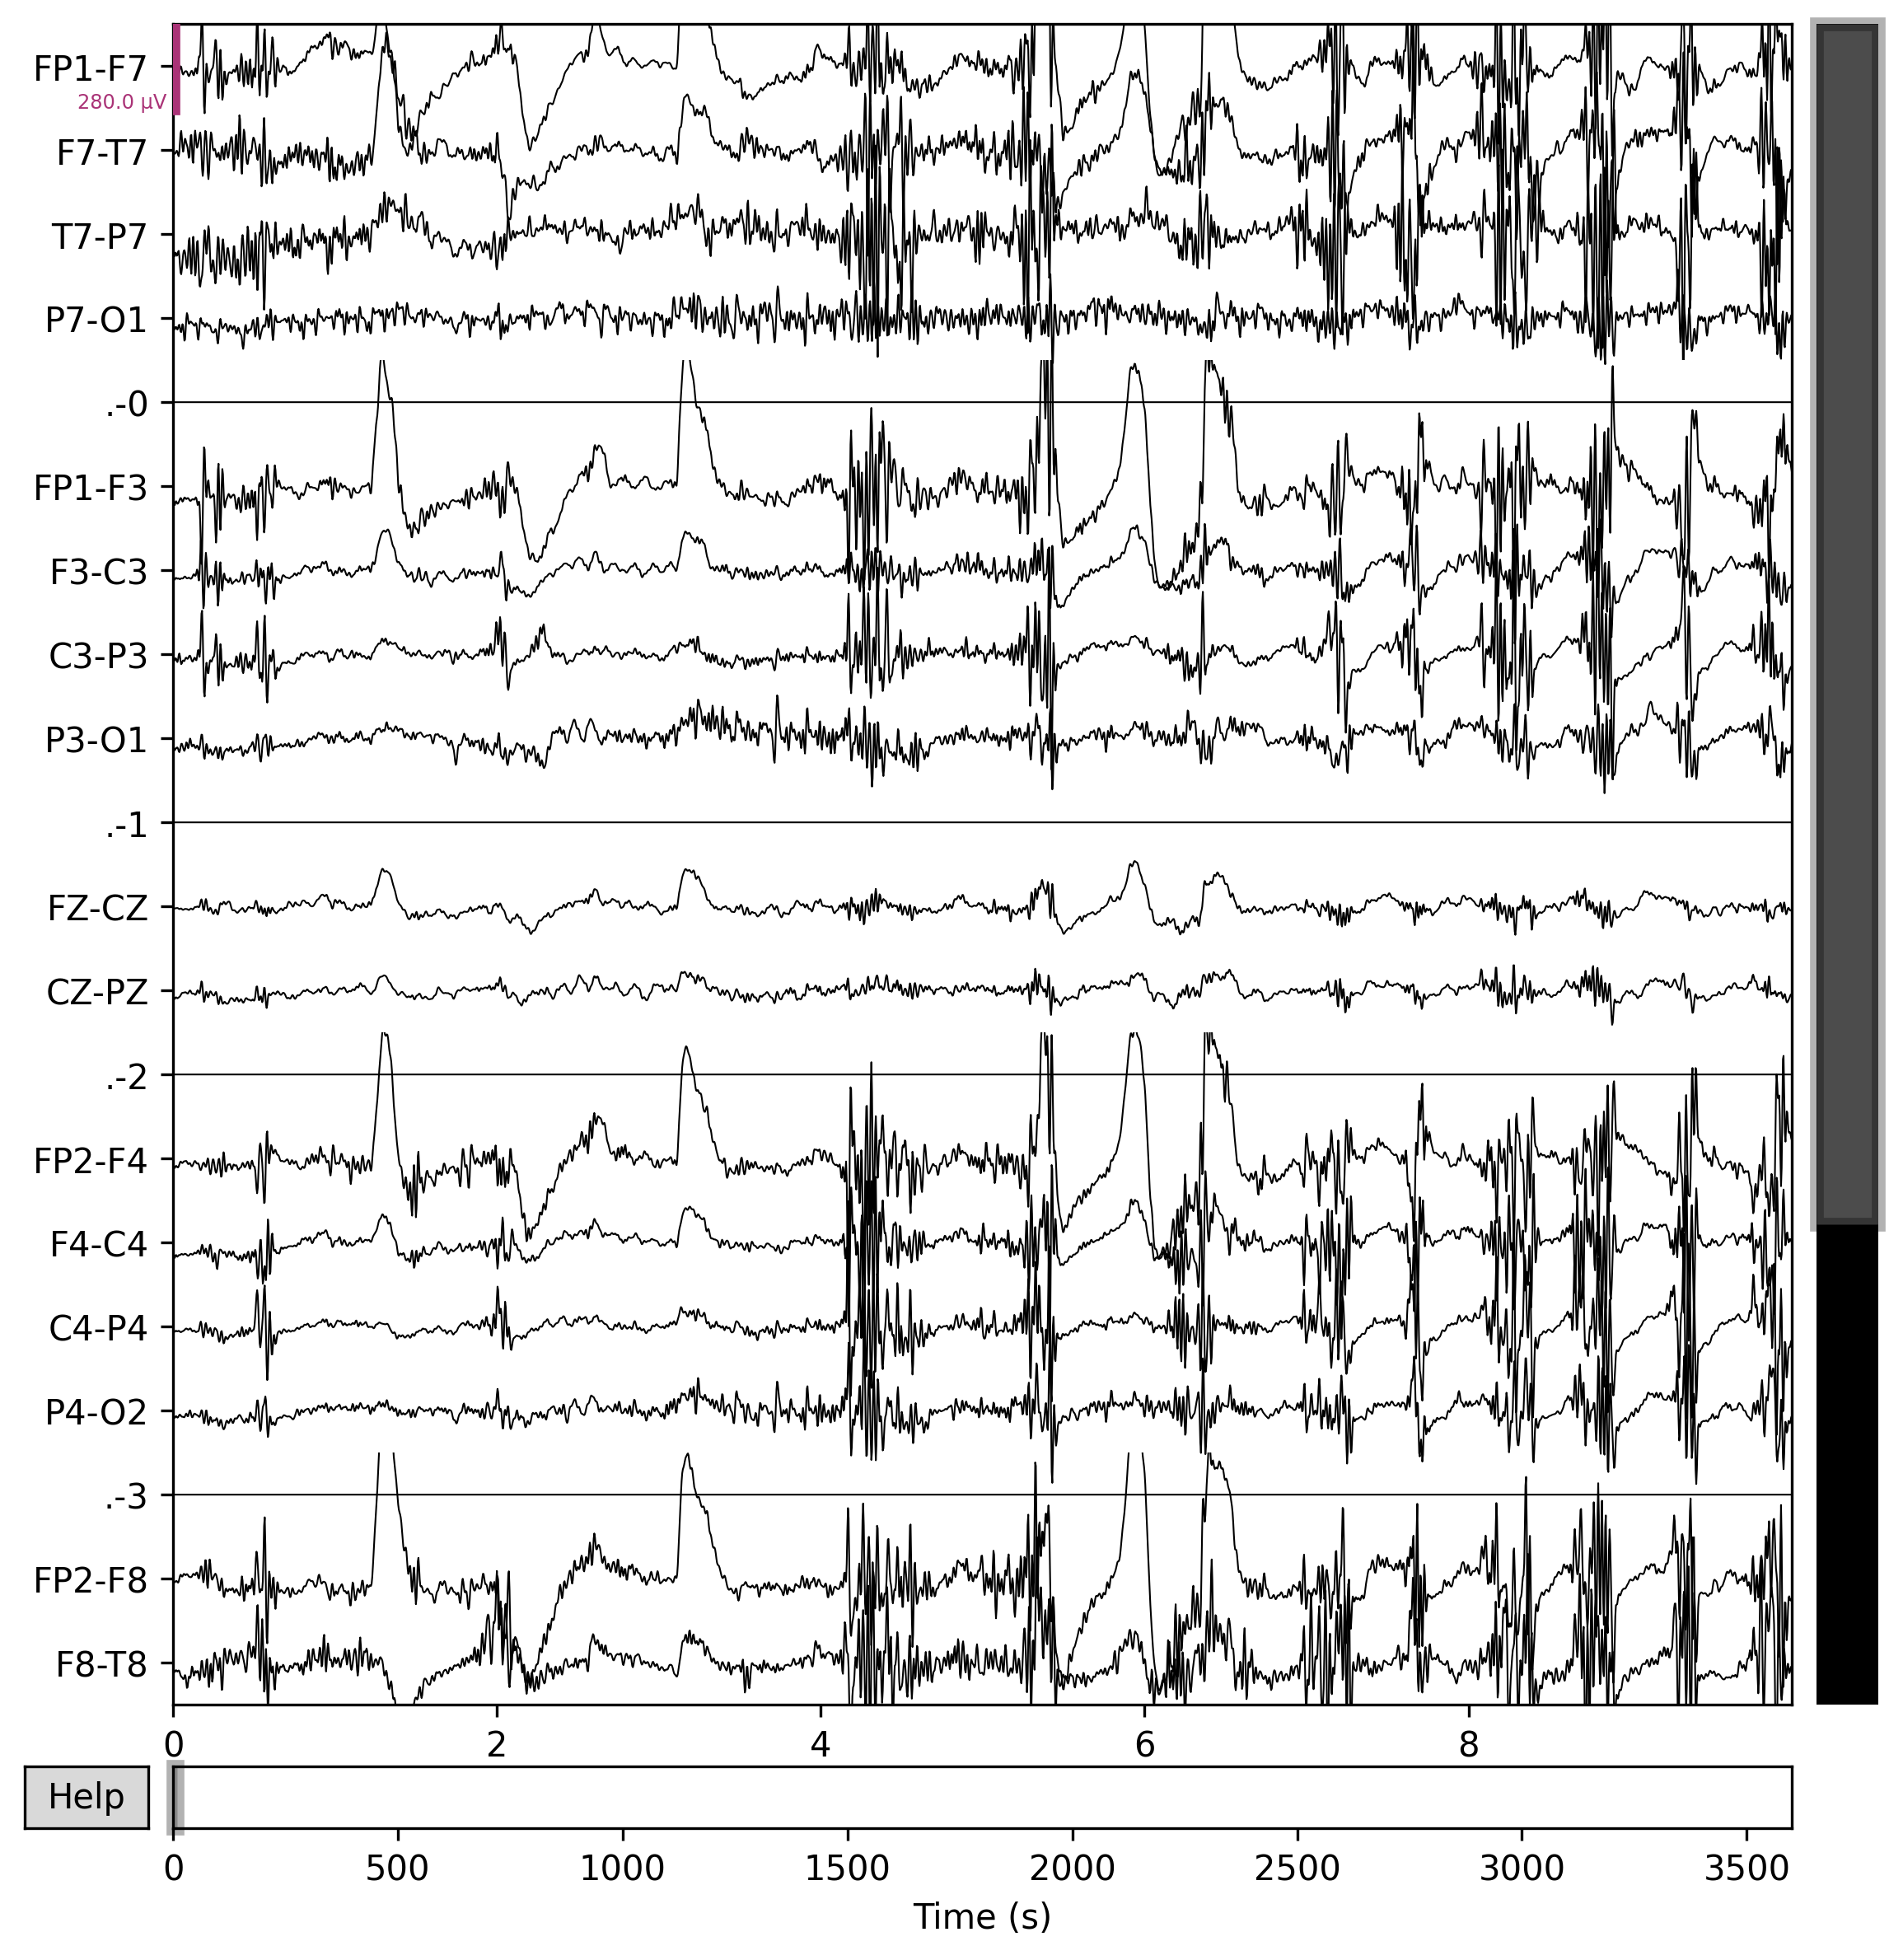 FP1-F7
280.0 µV
F7-T7
T7-P7
P7-O1
.-0
FP1-F3
F3-C3
C3-P3
P3-O1
.-1
FZ-CZ
CZ-PZ
.-2
FP2-F4
F4-C4
C4-P4
P4-O2
.-3
FP2-F8
F8-T8
0 2 4 6 8
Help
0 500 1000 1500 2000 2500 3000 3500
Time (s)